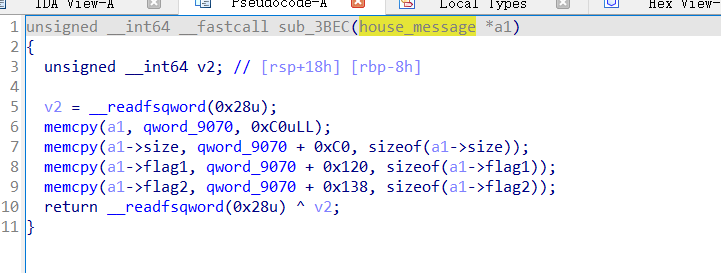 IDA View-A Pseudocode-A Local Types Hex View-
1 unsigned __int64 __fastcall sub_3BEC(house_message *a1)
2 {
3 unsigned __int64 v2; // [rsp+18h] [rbp-8h]
4
5 v2 = __readfsqword(0x28u);
6 memcpy(a1, qword_9070, 0xC0uLL);
7 memcpy(a1->size, qword_9070 + 0xC0, sizeof(a1->size));
8 memcpy(a1->flag1, qword_9070 + 0x120, sizeof(a1->flag1));
9 memcpy(a1->flag2, qword_9070 + 0x138, sizeof(a1->flag2));
10 return __readfsqword(0x28u) ^ v2;
11 }